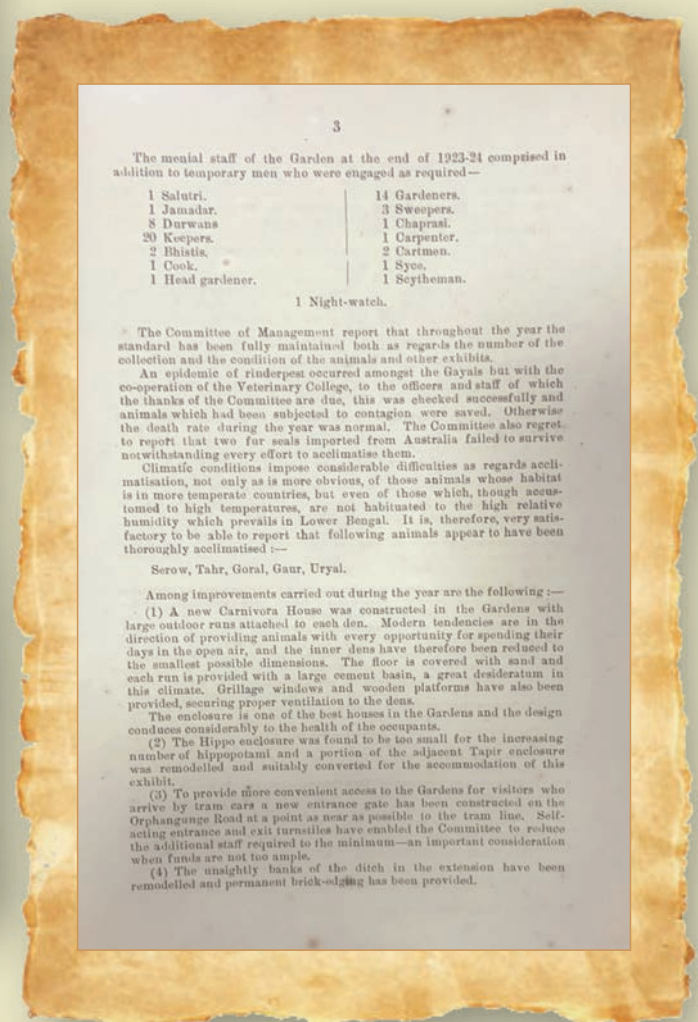 3
The menial staff of the Garden at the end of 1923-24 comprised in
addition to temporary men who were engaged as required—
1 Salutri.
1 Jamadar.
8 Durwans
20 Keepers.
2 Bhistis.
1 Cook.
1 Head gardener.
14 Gardeners.
3 Sweepers.
1 Chaprasi.
1 Carpenter.
2 Cartmen.
1 Syce.
1 Scytheman.
1 Night-watch.
The Committee of Management report that throughout the year the
standard has been fully maintained both as regards the number of the
collection and the condition of the animals and other exhibits.
An epidemic of rinderpest occurred amongst the Gayals but with the
co-operation of the Veterinary College, to the officers and staff of which
the thanks of the Committee are due, this was checked successfully and
animals which had been subjected to contagion were saved. Otherwise
the death rate during the year was normal. The Committee also regret
to report that two fur seals imported from Australia failed to survive
notwithstanding every effort to acclimatise them.
Climatic conditions impose considerable difficulties as regards accli-
matisation, not only as is more obvious, of those animals whose habitat
is in more temperate countries, but even of those which, though accus-
tomed to high temperatures, are not habituated to the high relative
humidity which prevails in Lower Bengal. It is, therefore, very satis-
factory to be able to report that following animals appear to have been
thoroughly acclimatised :—
Serow, Tahr, Goral, Gaur, Uryal.
Among improvements carried out during the year are the following :—
(1) A new Carnivora House was constructed in the Gardens with
large outdoor runs attached to each den. Modern tendencies are in the
direction of providing animals with every opportunity for spending their
days in the open air, and the inner dens have therefore been reduced to
the smallest possible dimensions. The floor is covered with sand and
each run is provided with a large cement basin, a great desideratum in
this climate. Grillage windows and wooden platforms have also been
provided, securing proper ventilation to the dens.
The enclosure is one of the best houses in the Gardens and the design
conduces considerably to the health of the occupants.
(2) The Hippo enclosure was found to be too small for the increasing
number of hippopotami and a portion of the adjacent Tapir enclosure
was remodelled and suitably converted for the accommodation of this
exhibit.
(3) To provide more convenient access to the Gardens for visitors who
arrive by tram cars a new entrance gate has been constructed on the
Orphangunge Road at a point as near as possible to the tram line. Self-
acting entrance and exit turnstiles have enabled the Committee to reduce
the additional staff required to the minimum—an important consideration
when funds are not too ample.
(4) The unsightly banks of the ditch in the extension have been
remodelled and permanent brick-edging has been provided.